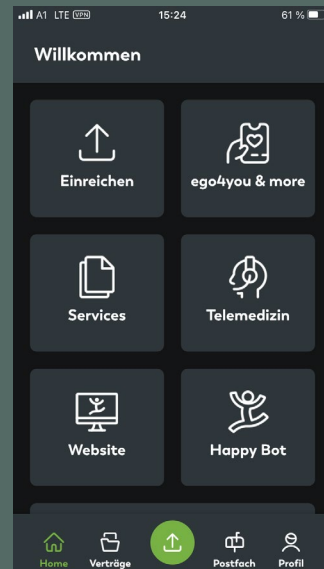 A1 LTE VPN 15:24 61 %
Willkommen
Einreichen
ego4you & more
Services
Telemedizin
Website
Happy Bot
Home Verträge Postfach Profil